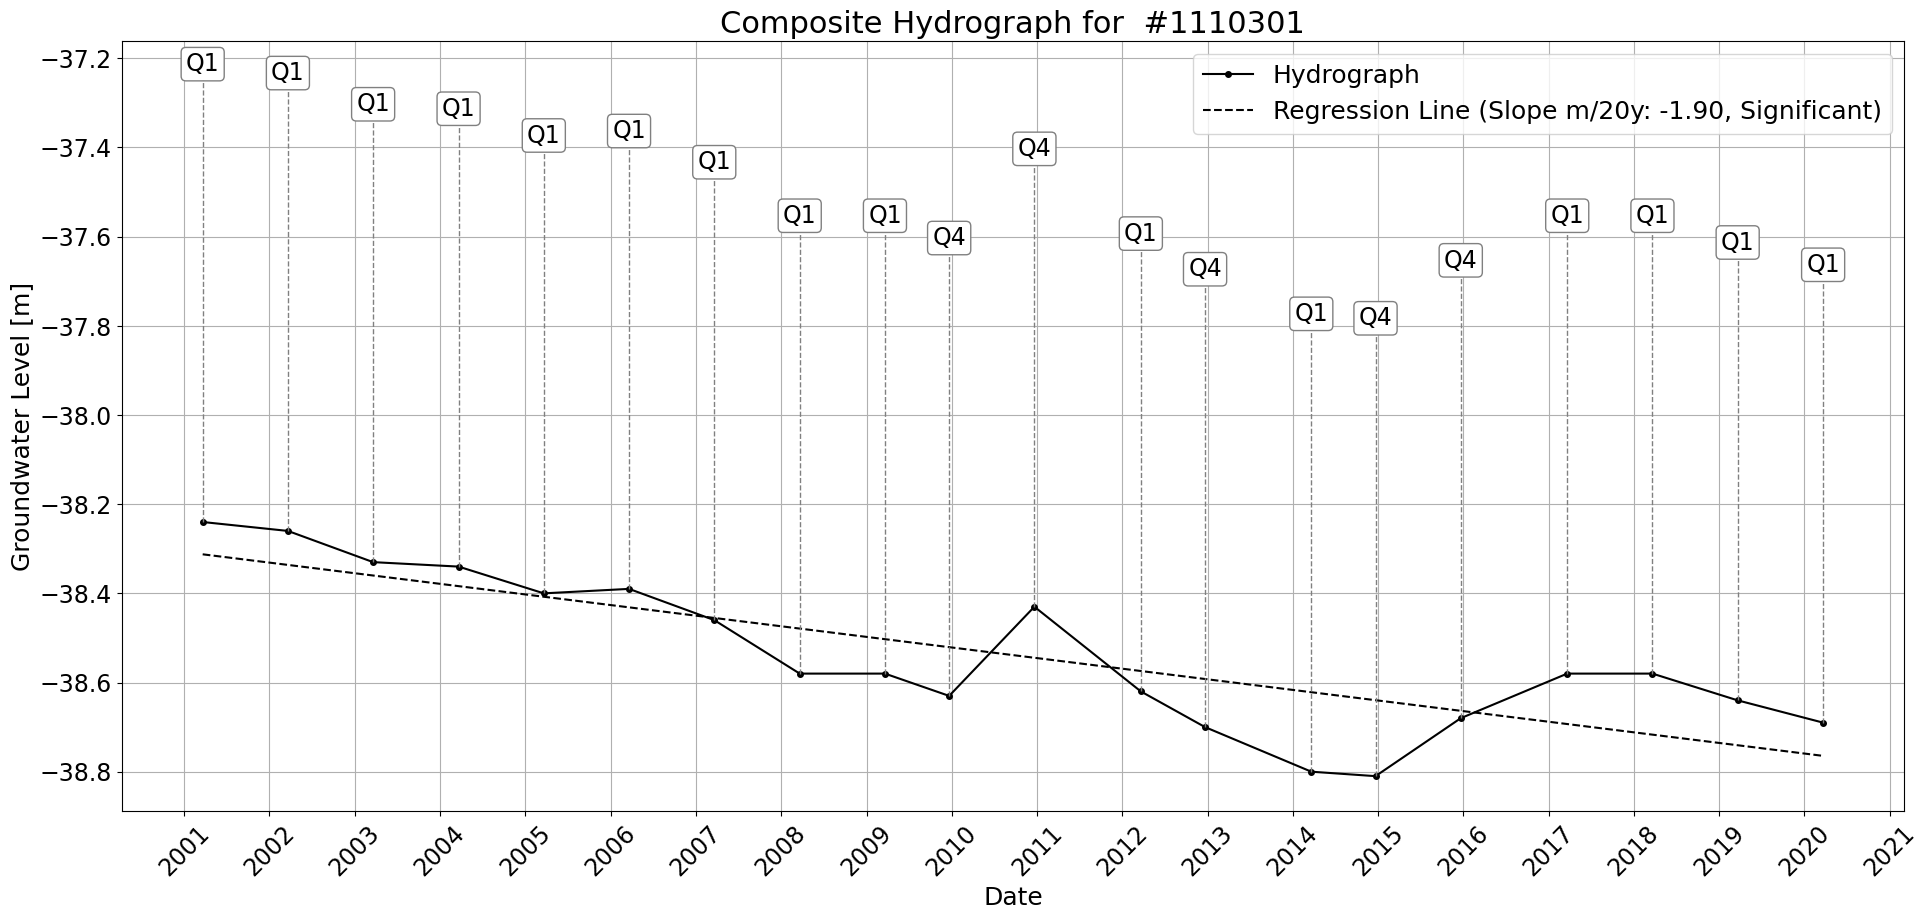 Composite Hydrograph for  #1110301
Hydrograph
Regression Line (Slope m/20y: -1.90, Significant)
Groundwater Level [m]
−37.2
−37.4
−37.6
−37.8
−38.0
−38.2
−38.4
−38.6
−38.8
Q1
Q1
Q1
Q1
Q1
Q1
Q1
Q1
Q1
Q4
Q4
Q1
Q4
Q1
Q4
Q4
Q1
Q1
Q1
Q1
2001
2002
2003
2004
2005
2006
2007
2008
2009
2010
2011
2012
2013
2014
2015
2016
2017
2018
2019
2020
2021
Date